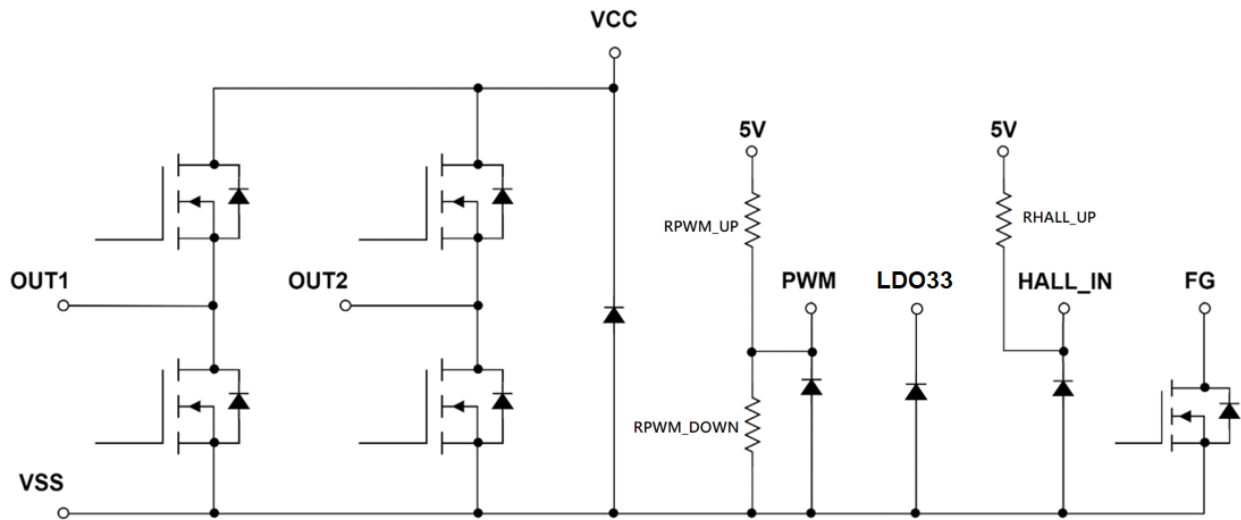 VCC
5V
5V
RPWM_UP
RHALL_UP
OUT1
OUT2
PWM
LDO33
HALL_IN
FG
RPWM_DOWN
VSS